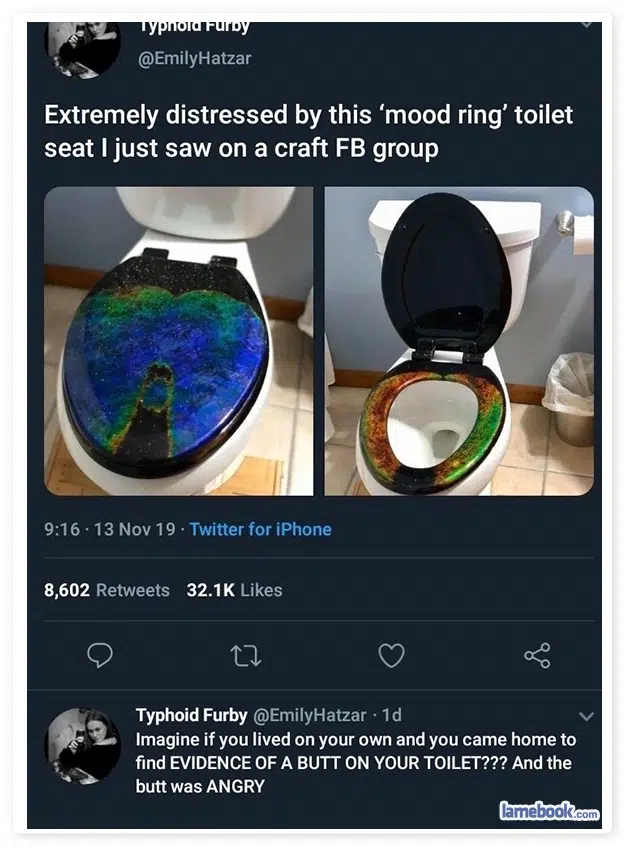 Typhoid Furby
@EmilyHatzar
Extremely distressed by this ‘mood ring’ toilet
seat I just saw on a craft FB group
9:16 · 13 Nov 19 · Twitter for iPhone
8,602 Retweets 32.1K Likes
Typhoid Furby @EmilyHatzar · 1d
Imagine if you lived on your own and you came home to
find EVIDENCE OF A BUTT ON YOUR TOILET??? And the
butt was ANGRY
lamebook.com